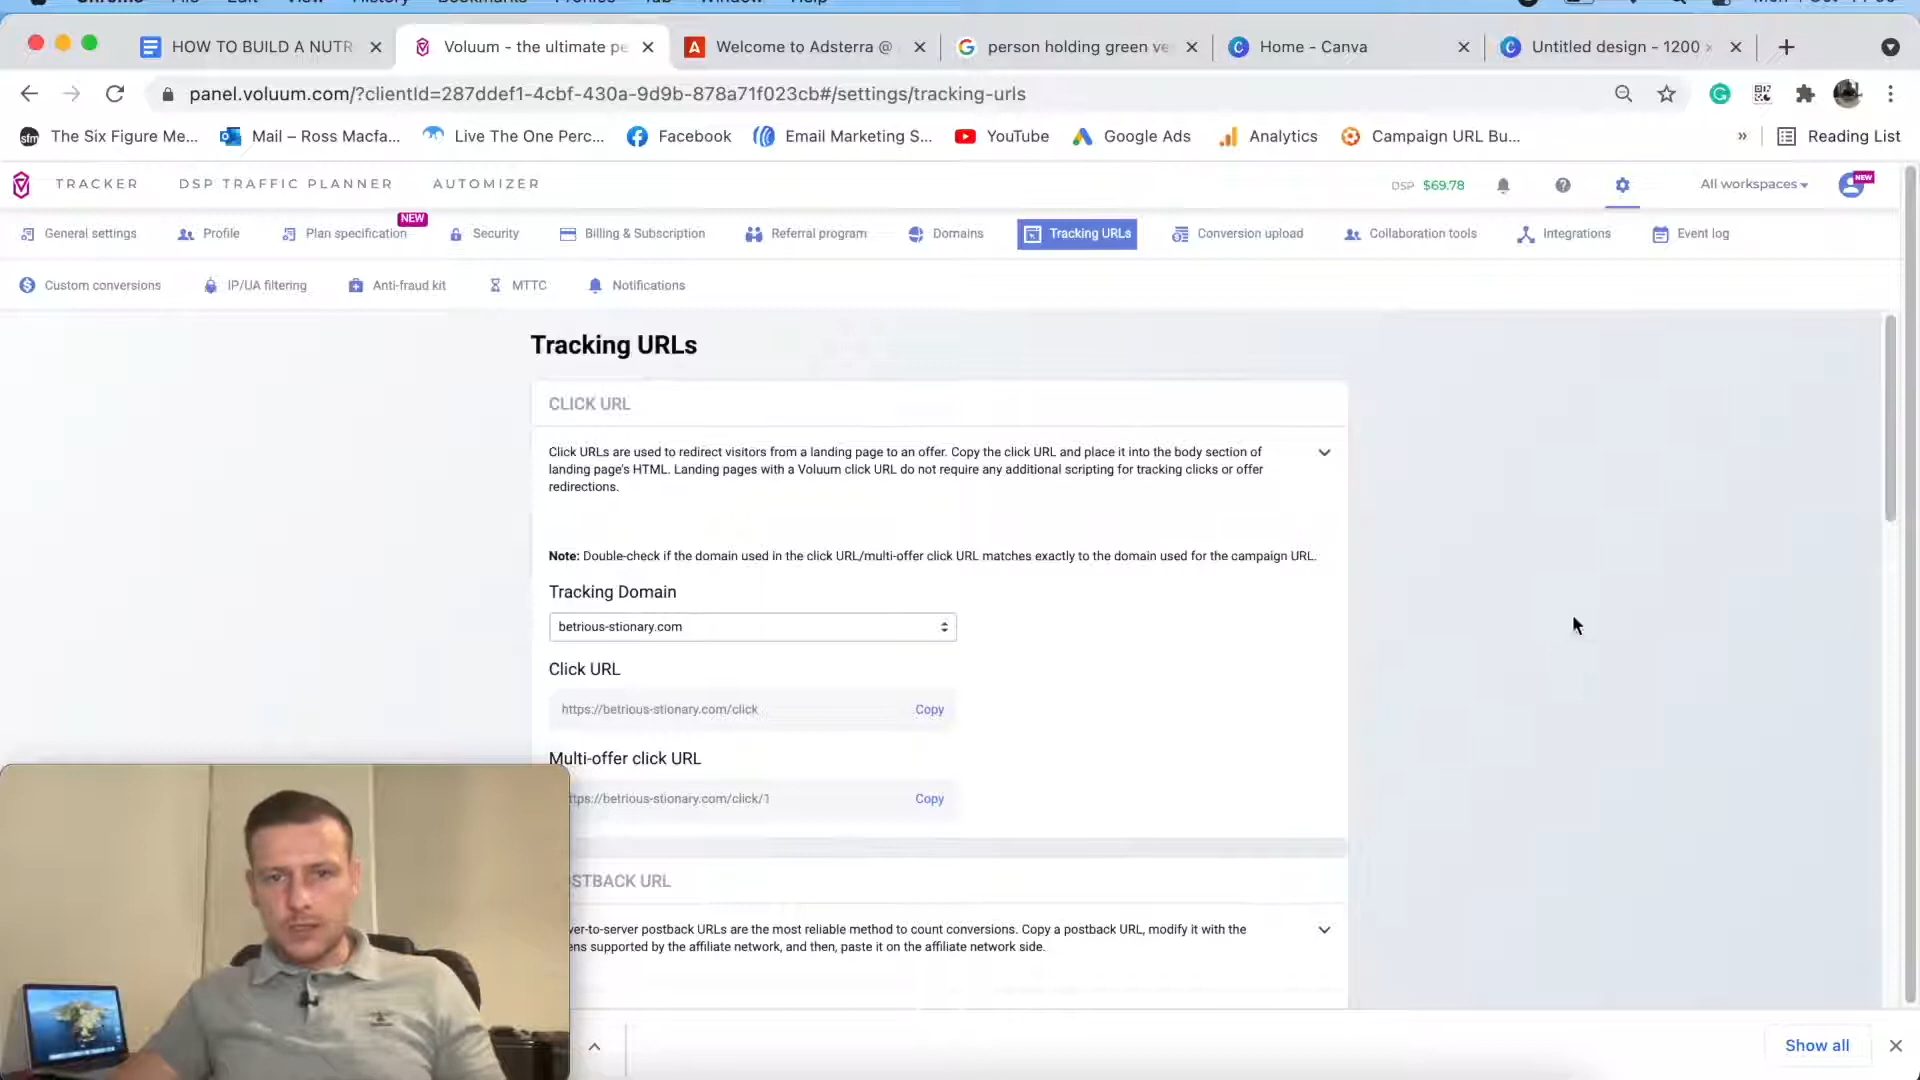 HOW TO BUILD A NUTR
Voluum - the ultimate pe
Welcome to Adsterra @
person holding green ve
Home - Canva
Untitled design - 1200
panel.voluum.com/?clientId=287ddef1-4cbf-430a-9d9b-878a71f023cb#/settings/tracking-urls
The Six Figure Me...
Mail – Ross Macfa...
Live The One Perc...
Facebook
Email Marketing S...
YouTube
Google Ads
Analytics
Campaign URL Bu...
»
Reading List
TRACKER
DSP TRAFFIC PLANNER
AUTOMIZER
DSP $69.78
All workspaces
NEW
General settings
Profile
Plan specification
NEW
Security
Billing & Subscription
Referral program
Domains
Tracking URLs
Conversion upload
Collaboration tools
Integrations
Event log
Custom conversions
IP/UA filtering
Anti-fraud kit
MTTC
Notifications
Tracking URLs
CLICK URL
Click URLs are used to redirect visitors from a landing page to an offer. Copy the click URL and place it into the body section of
landing page's HTML. Landing pages with a Voluum click URL do not require any additional scripting for tracking clicks or offer
redirections.
Note: Double-check if the domain used in the click URL/multi-offer click URL matches exactly to the domain used for the campaign URL.
Tracking Domain
betrious-stionary.com
Click URL
https://betrious-stionary.com/click
Copy
Multi-offer click URL
ttps://betrious-stionary.com/click/1
Copy
STBACK URL
ver-to-server postback URLs are the most reliable method to count conversions. Copy a postback URL, modify it with the
ens supported by the affiliate network, and then, paste it on the affiliate network side.
Show all